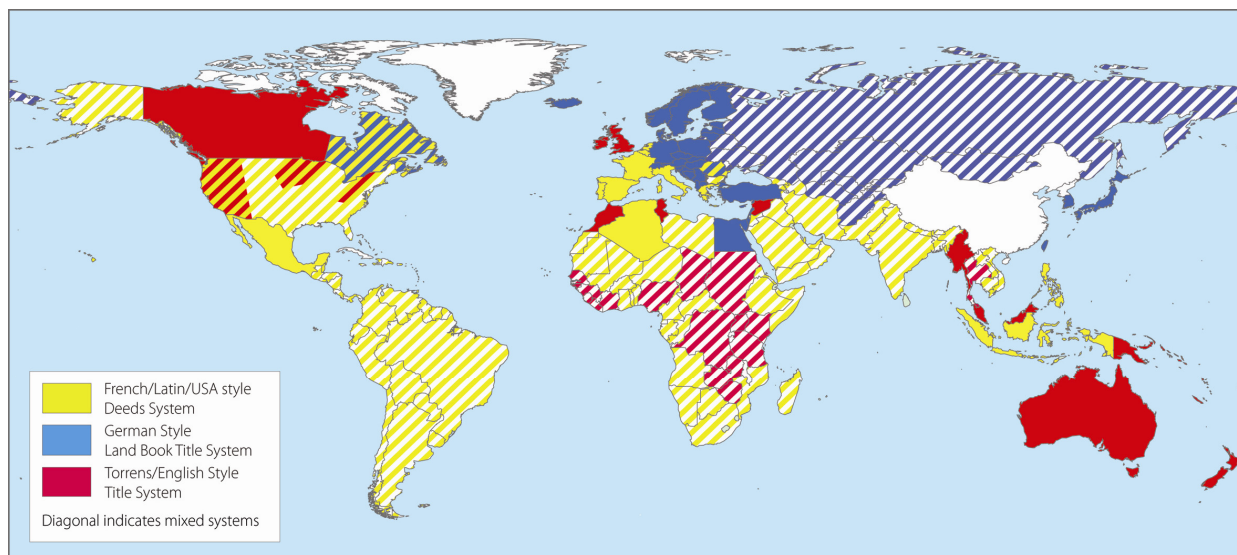 French/Latin/USA style
Deeds System
German Style
Land Book Title System
Torrens/English Style
Title System
Diagonal indicates mixed systems